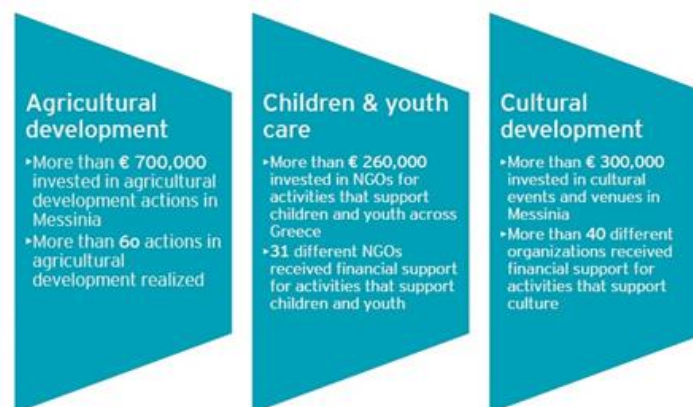 Agricultural
development
▸More than € 700,000
invested in agricultural
development actions in
Messinia
▸More than 60 actions in
agricultural
development realized
Children & youth
care
▸More than € 260,000
invested in NGOs for
activities that support
children and youth across
Greece
▸31 different NGOs
received financial support
for activities that support
children and youth
Cultural
development
▸More than € 300,000
invested in cultural
events and venues in
Messinia
▸More than 40 different
organizations received
financial support for
activities that support
culture